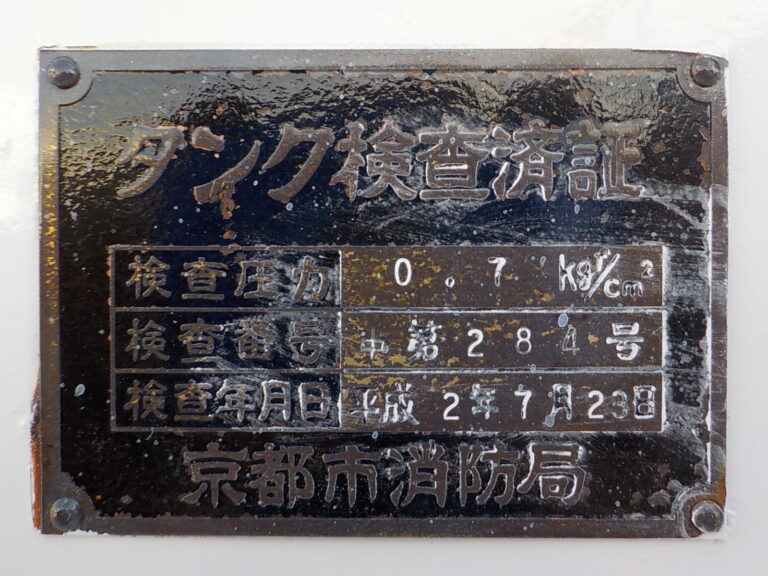 タンク検査済証
検査圧力 0.7 kgf/cm²
検査番号 中第284号
検査年月日 平成2年7月23日
京都市消防局